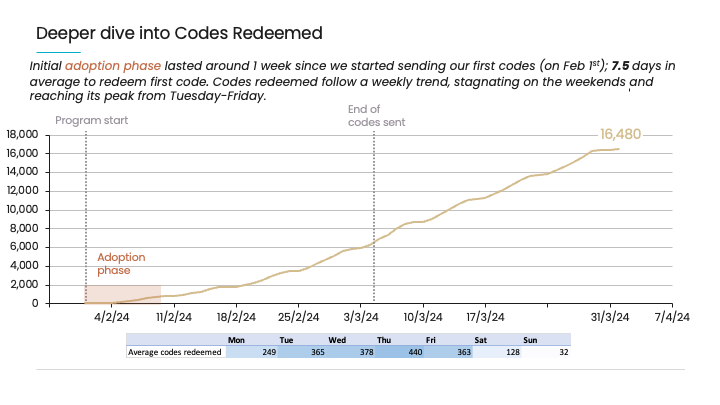 Deeper dive into Codes Redeemed
Initial adoption phase lasted around 1 week since we started sending our first codes (on Feb 1st); 7.5 days in
average to redeem first code. Codes redeemed follow a weekly trend, stagnating on the weekends and
reaching its peak from Tuesday-Friday.
End of
codes sent
Program start
16,480
18,000
16,000
14,000
12,000
10,000
8,000
6,000
4,000
2,000
0
Adoption
phase
4/2/24 11/2/24 18/2/24 25/2/24 3/3/24 10/3/24 17/3/24 31/3/24 7/4/24
Mon Tue Wed Thu Fri Sat Sun
Average codes redeemed 249 365 378 440 363 128 32